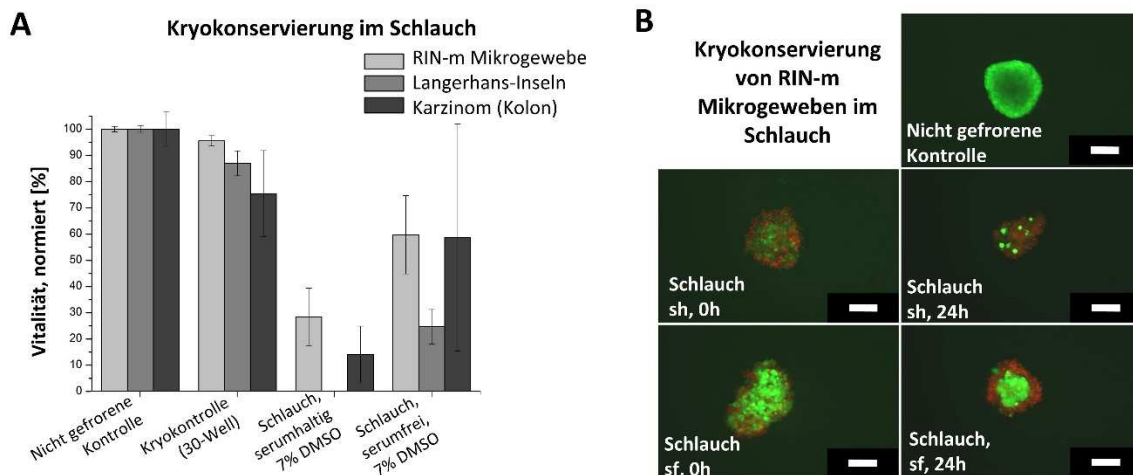 A
Kryokonservierung im Schlauch
RIN-m Mikrogewebe
Langerhans-Inseln
Karzinom (Kolon)
Vitalität, normiert [%]
100
90
80
70
60
50
40
30
20
10
0
Nicht gefrorene
Kontrolle
Kryokontrolle
(30-Well)
Schlauch,
serumhaltig
7% DMSO
Schlauch,
serumfrei,
7% DMSO
B
Kryokonservierung
von RIN-m
Mikrogeweben im
Schlauch
Nicht gefrorene
Kontrolle
Schlauch
sh, 0h
Schlauch
sh, 24h
Schlauch
sf, 0h
Schlauch,
sf, 24h